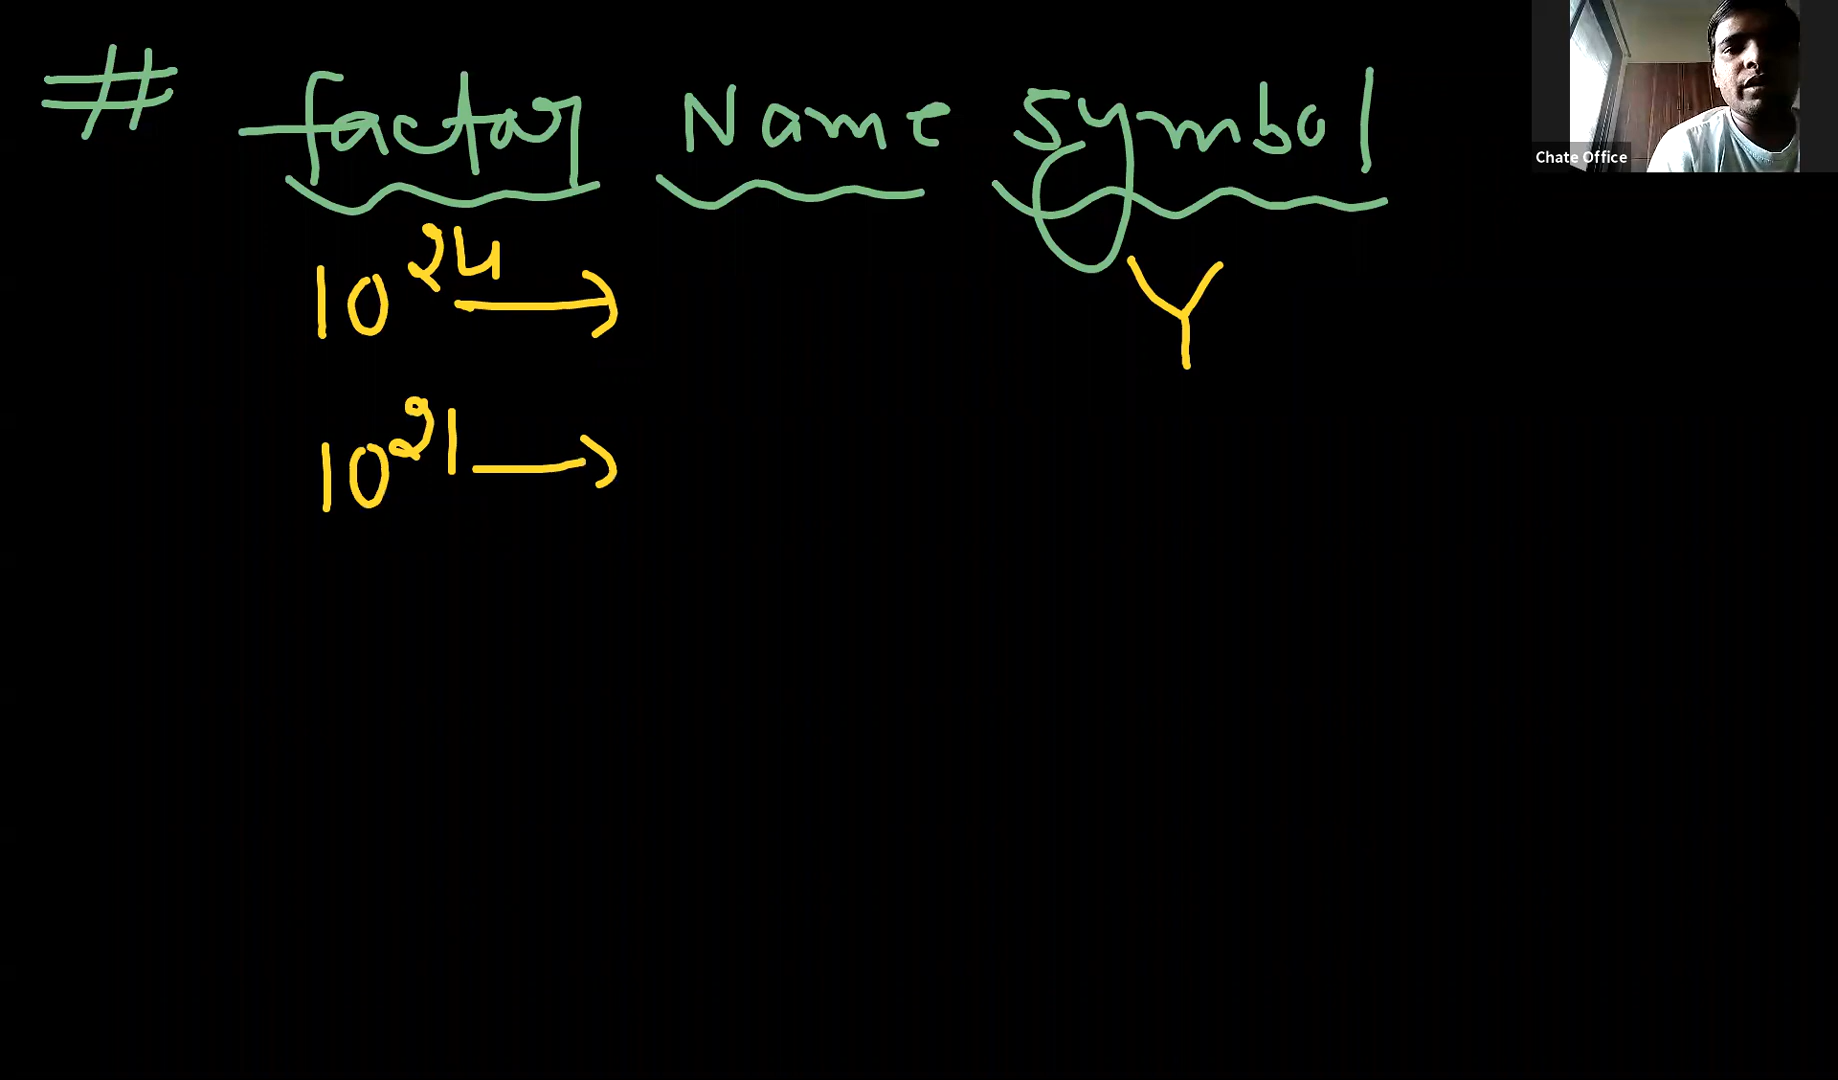 # factor Name Symbol
Chate Office
10²⁴ → Y
10²¹ →